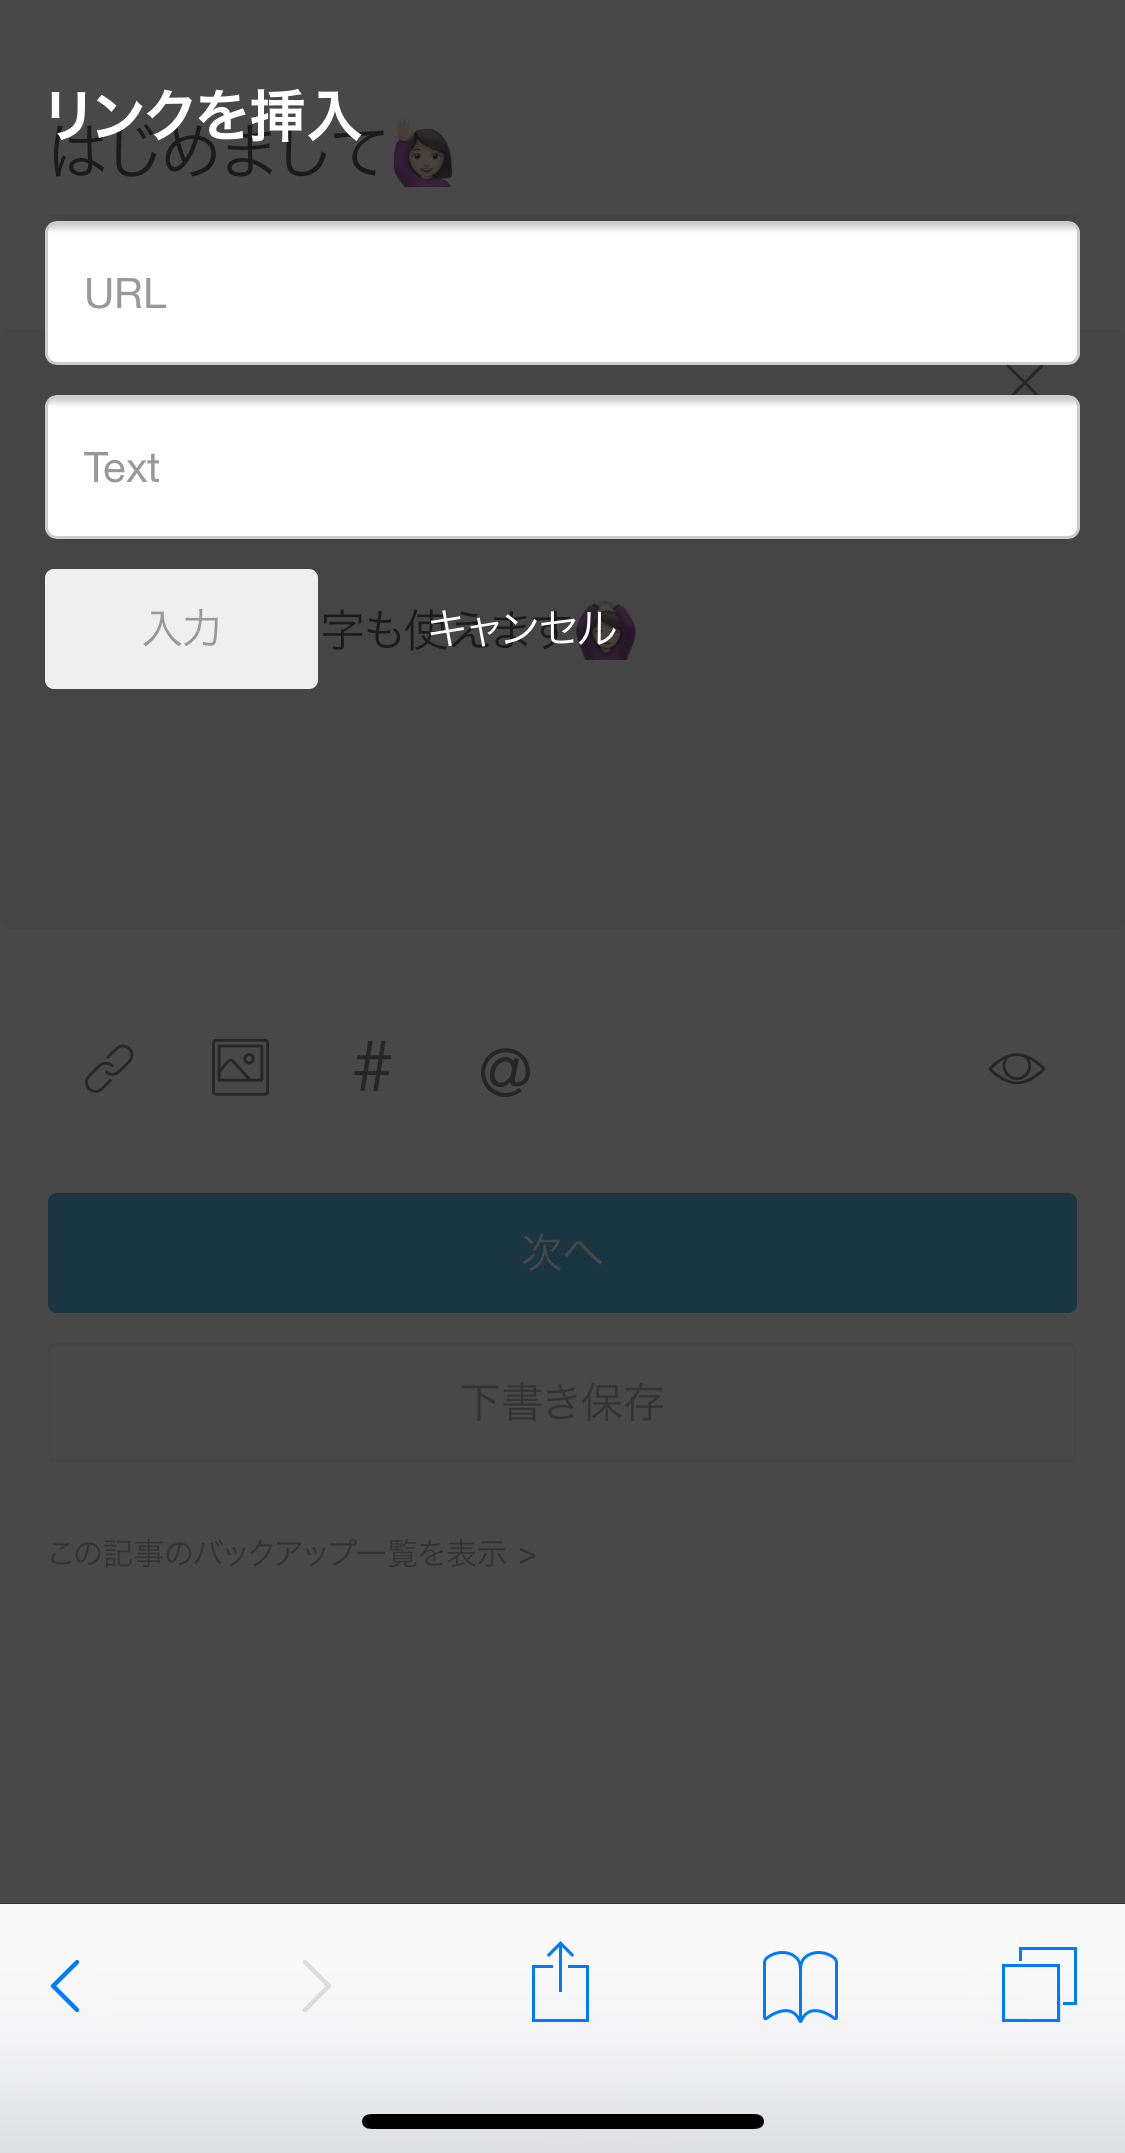 リンクを挿入
はじめまして🙋🏻‍♀️
URL
Text
入力
字も使えます🙆🏻‍♀️
キャンセル
# @
次へ
下書き保存
この記事のバックアップ一覧を表示 >